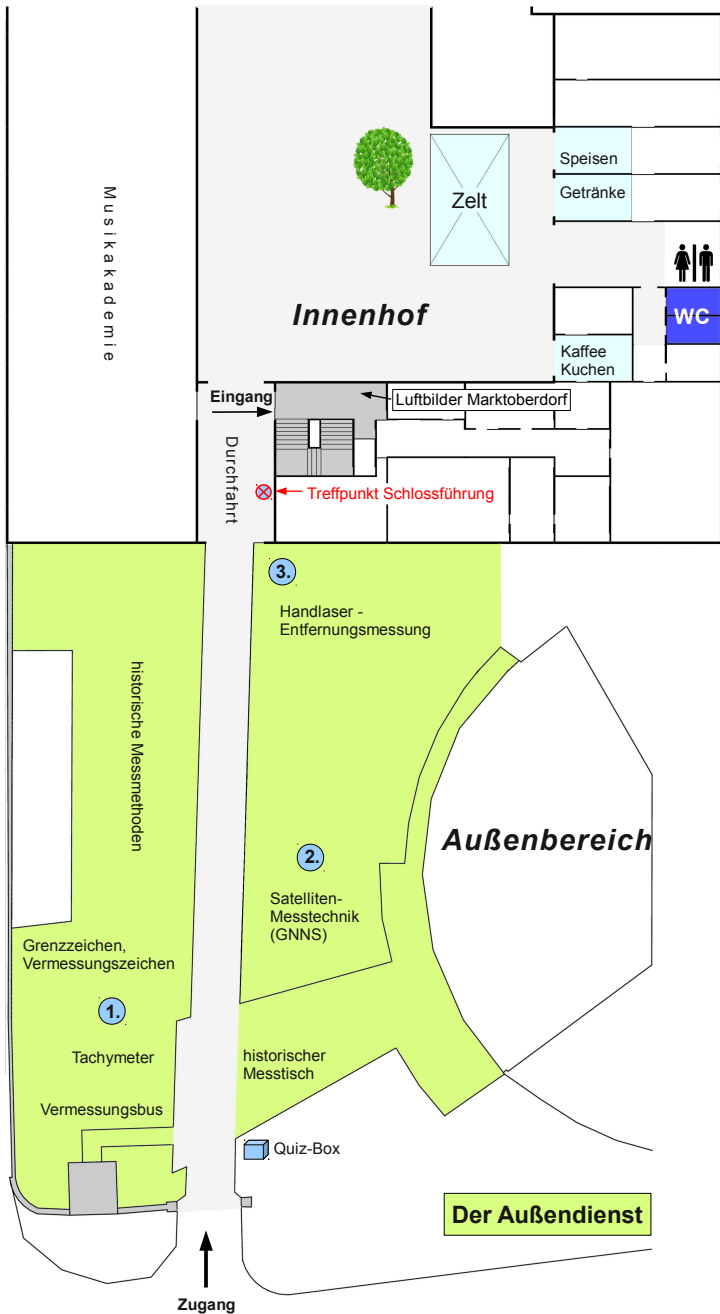 Speisen
Getränke
Zelt
Musikakademie
Innenhof
WC
Kaffee
Kuchen
Eingang
Luftbilder Marktoberdorf
Durchfahrt
Treffpunkt Schlossführung
3.
Handlaser -
Entfernungsmessung
historische Messmethoden
Außenbereich
2.
Satelliten-
Messtechnik
(GNNS)
Grenzzeichen,
Vermessungszeichen
1.
Tachymeter
historischer
Messtisch
Vermessungsbus
Quiz-Box
Der Außendienst
Zugang